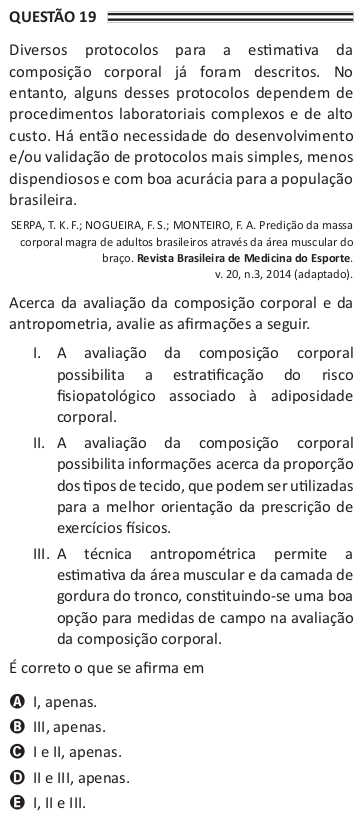 QUESTÃO 19
Diversos protocolos para a estimativa da
composição corporal já foram descritos. No
entanto, alguns desses protocolos dependem de
procedimentos laboratoriais complexos e de alto
custo. Há então necessidade do desenvolvimento
e/ou validação de protocolos mais simples, menos
dispendiosos e com boa acurácia para a população
brasileira.
SERPA, T. K. F.; NOGUEIRA, F. S.; MONTEIRO, F. A. Predição da massa
corporal magra de adultos brasileiros através da área muscular do
braço. Revista Brasileira de Medicina do Esporte.
v. 20, n.3, 2014 (adaptado).
Acerca da avaliação da composição corporal e da
antropometria, avalie as afirmações a seguir.
I. A avaliação da composição corporal
possibilita a estratificação do risco
fisiopatológico associado à adiposidade
corporal.
II. A avaliação da composição corporal
possibilita informações acerca da proporção
dos tipos de tecido, que podem ser utilizadas
para a melhor orientação da prescrição de
exercícios físicos.
III. A técnica antropométrica permite a
estimativa da área muscular e da camada de
gordura do tronco, constituindo-se uma boa
opção para medidas de campo na avaliação
da composição corporal.
É correto o que se afirma em
A I, apenas.
B III, apenas.
C I e II, apenas.
D II e III, apenas.
E I, II e III.